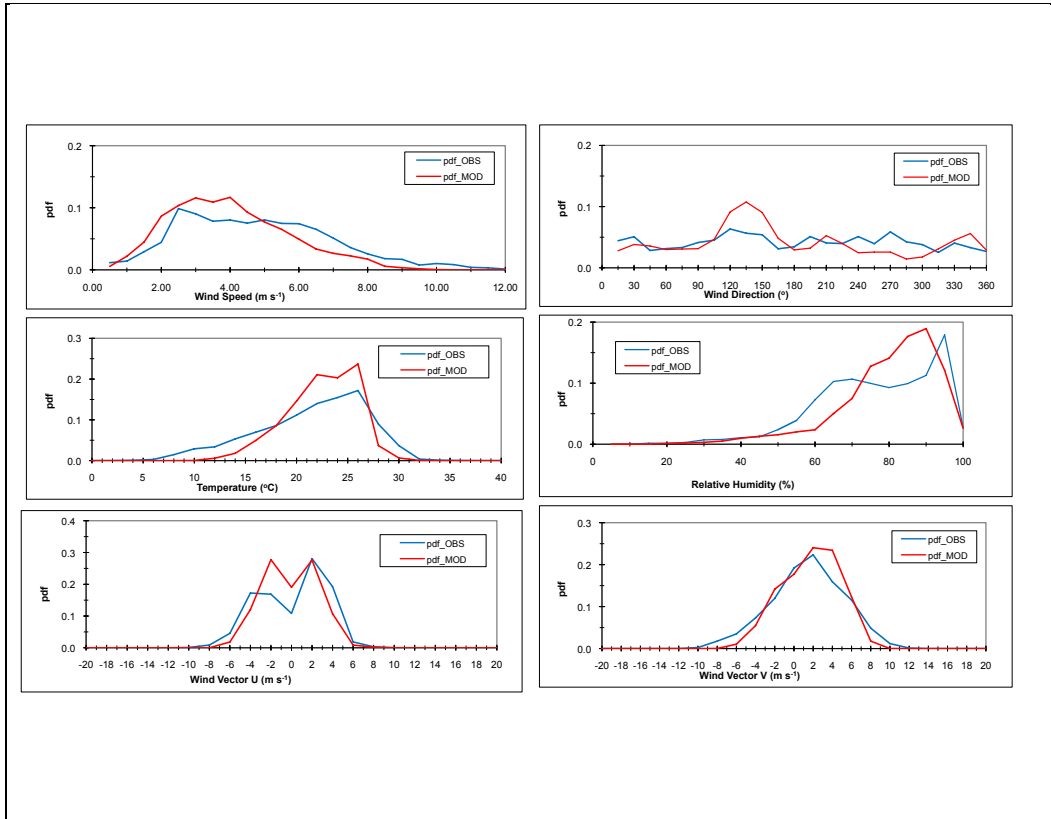 0.2
0.1
0.0
pdf
pdf_OBS
pdf_MOD
0.00 2.00 4.00 6.00 8.00 10.00 12.00
Wind Speed (m s-1)
0.2
0.1
0.0
pdf
pdf_OBS
pdf_MOD
0 30 60 90 120 150 180 210 240 270 300 330 360
Wind Direction (o)
0.3
0.2
0.1
0.0
pdf
pdf_OBS
pdf_MOD
0 5 10 15 20 25 30 35 40
Temperature (oC)
0.2
0.1
0.0
pdf
pdf_OBS
pdf_MOD
0 20 40 60 80 100
Relative Humidity (%)
0.4
0.3
0.2
0.1
0.0
pdf
pdf_OBS
pdf_MOD
-20 -18 -16 -14 -12 -10 -8 -6 -4 -2 0 2 4 6 8 10 12 14 16 18 20
Wind Vector U (m s-1)
0.3
0.2
0.1
0.0
pdf
pdf_OBS
pdf_MOD
-20 -18 -16 -14 -12 -10 -8 -6 -4 -2 0 2 4 6 8 10 12 14 16 18 20
Wind Vector V (m s-1)